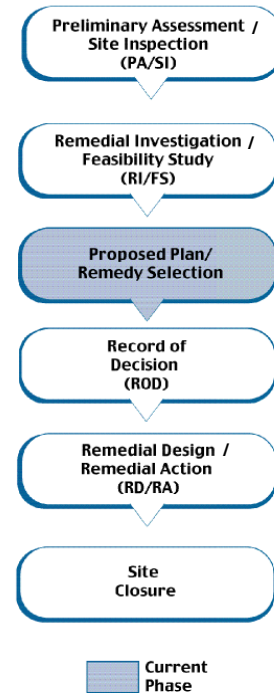 Preliminary Assessment /
Site Inspection
(PA/SI)
Remedial Investigation /
Feasibility Study
(RI/FS)
Proposed Plan/
Remedy Selection
Record of
Decision
(ROD)
Remedial Design /
Remedial Action
(RD/RA)
Site
Closure
Current
Phase